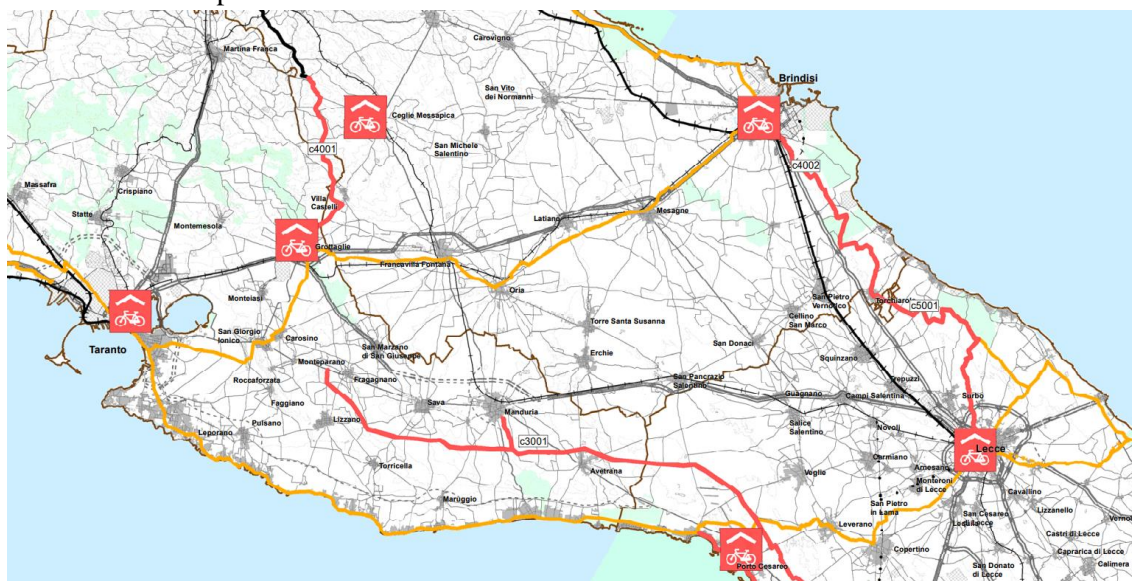 Carovigno
Martina Franca
Brindisi
San Vito
dei Normanni
Ceglie Messapica
c4001
San Michele
Salentino
c4002
Massafra
Crispiano
Villa
Castelli
Statte
Montemesola
Latiano
Mesagne
Grottaglie
Francavilla Fontana
Oria
Monteiasi
San Pietro
Vernotico
Torchiarolo
c5001
Cellino
San Marco
Torre Santa Susanna
San Giorgio
Ionico
Carosino
Taranto
San Marzano
di San Giuseppe
Erchie
San Donaci
Squinzano
Monteparano
Roccaforzata
Fragagnano
San Pancrazio
Salentino
Trepuzzi
Faggiano
Sava
Manduria
Guagnano
Campi Salentina
Surbo
Pulsano
Lizzano
Salice
Salentino
Novoli
Leporano
c3001
Lecce
Torricella
Avetrana
Carmiano
Arnesano
Veglie
Monteroni
di Lecce
Cavallino
Maruggio
San Pietro
in Lama
Lizzanello
San Cesareo
di Lecce
Leverano
Copertino
Castri di Lecce
Porto Cesareo
San Donato
di Lecce
Caprarica di Lecce
Calimera